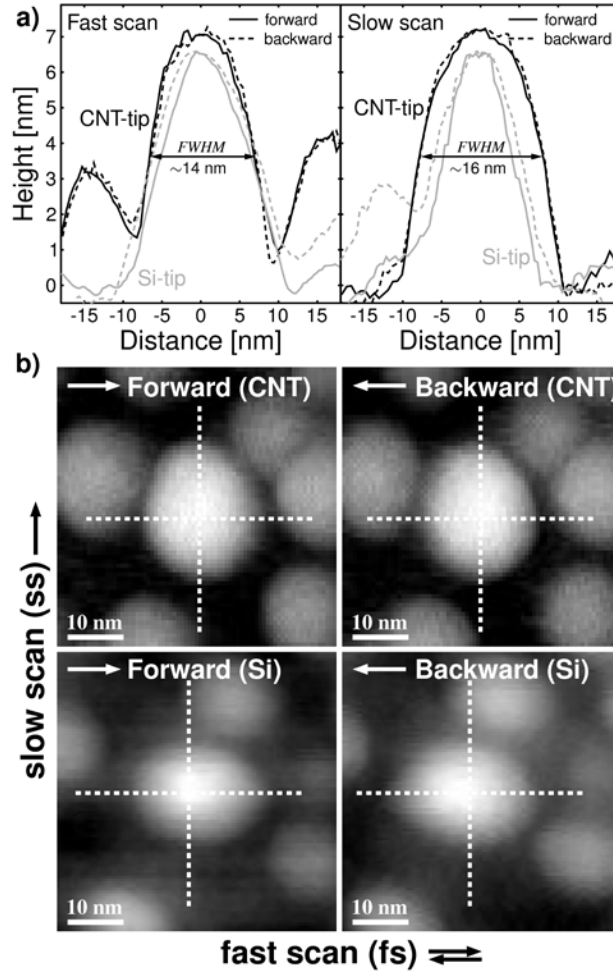 a)
Fast scan
forward
backward
Slow scan
forward
backward
7
6
5
4
3
2
1
0
Height [nm]
CNT-tip
FWHM
~14 nm
Si-tip
FWHM
~16 nm
Si-tip
-15 -10 -5 0 5 10 15
-15 -10 -5 0 5 10 15
Distance [nm]
Distance [nm]
b)
Forward (CNT)
Backward (CNT)
10 nm
10 nm
Forward (Si)
Backward (Si)
10 nm
10 nm
slow scan (ss)
fast scan (fs)